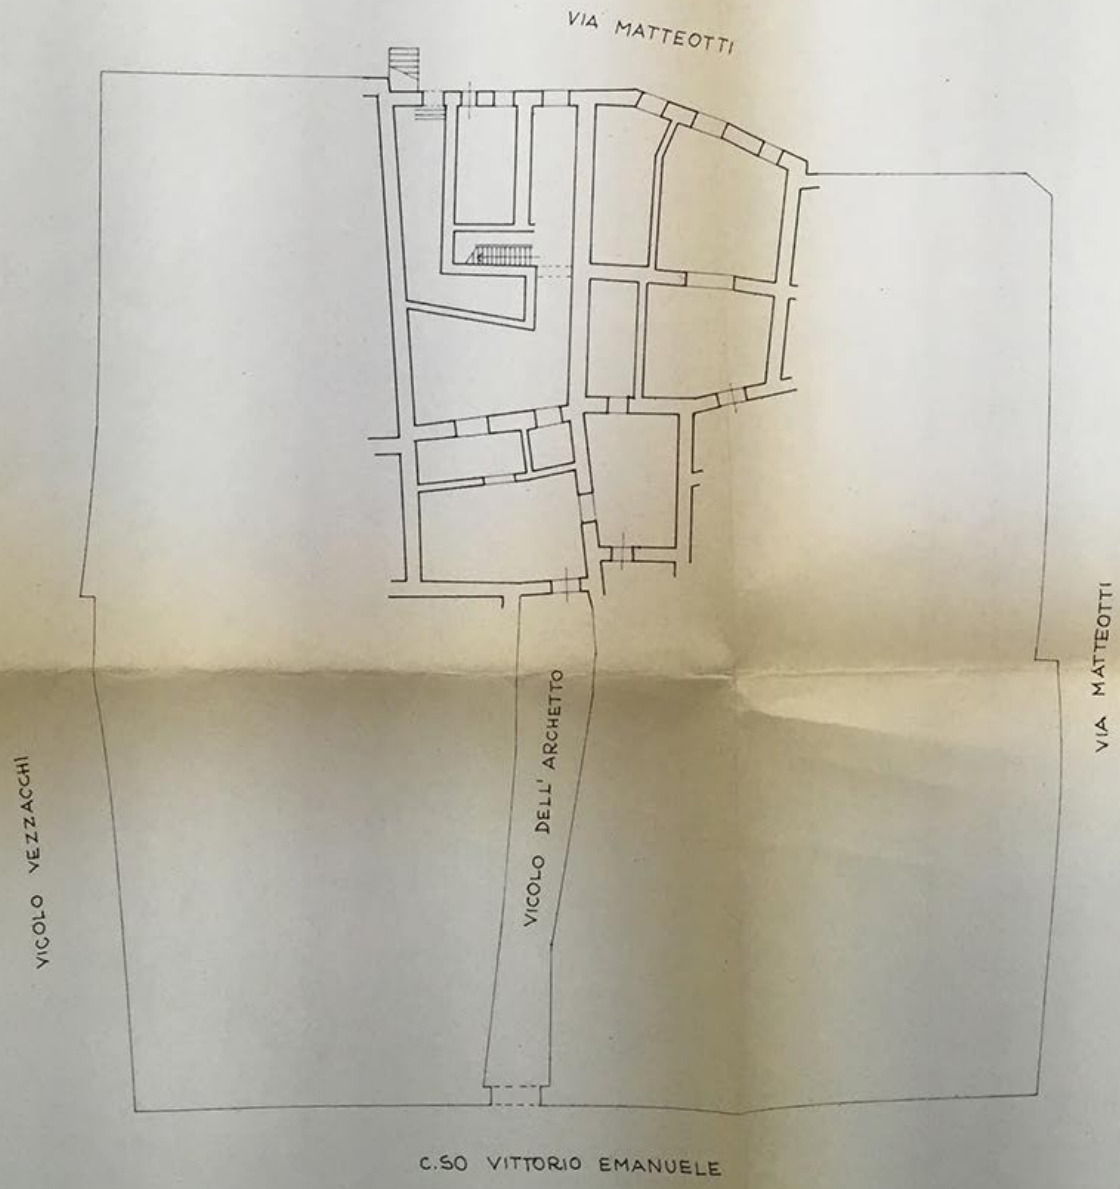 VIA MATTEOTTI
VIA MATTEOTTI
VICOLO VEZZACCHI
VICOLO DELL' ARCHETTO
C.SO VITTORIO EMANUELE